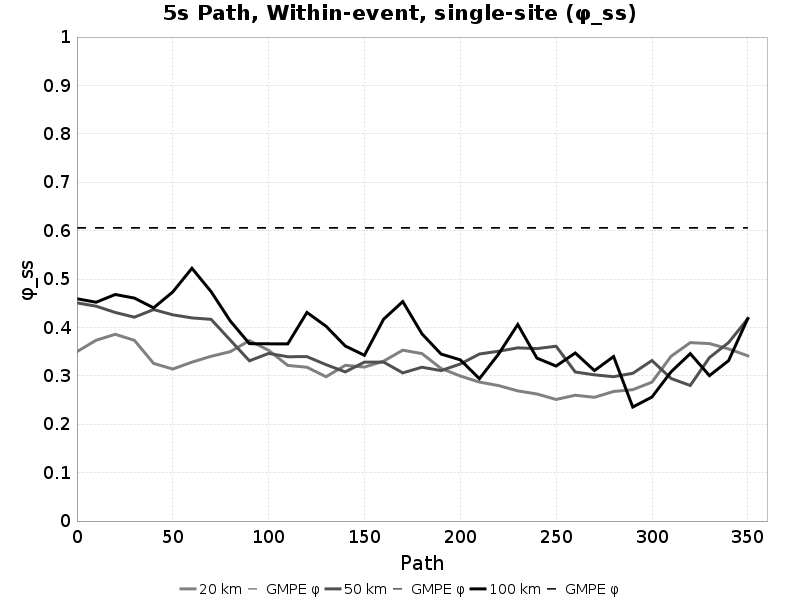 5s Path, Within-event, single-site (φ_ss)
1
0.9
0.8
0.7
0.6
0.5
0.4
0.3
0.2
0.1
0
φ_ss
0 50 100 150 200 250 300 350
Path
20 km GMPE φ 50 km GMPE φ 100 km GMPE φ